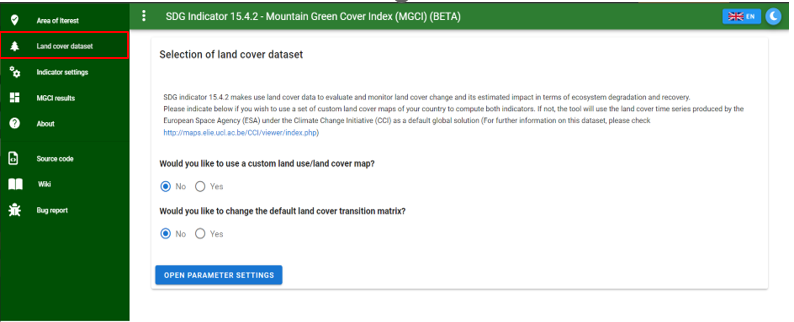 Area of Iterest
Land cover dataset
Indicator settings
MGCI results
About
Source code
Wiki
Bug report
SDG Indicator 15.4.2 - Mountain Green Cover Index (MGCI) (BETA)
EN
Selection of land cover dataset
SDG indicator 15.4.2 makes use land cover data to evaluate and monitor land cover change and its estimated impact in terms of ecosystem degradation and recovery.
Please indicate below if you wish to use a set of custom land cover maps of your country to compute both indicators. If not, the tool will use the land cover time series produced by the
European Space Agency (ESA) under the Climate Change Initiative (CCI) as a default global solution (For further information on this dataset, please check
http://maps.elie.ucl.ac.be/CCI/viewer/index.php)
Would you like to use a custom land use/land cover map?
No Yes
Would you like to change the default land cover transition matrix?
No Yes
OPEN PARAMETER SETTINGS